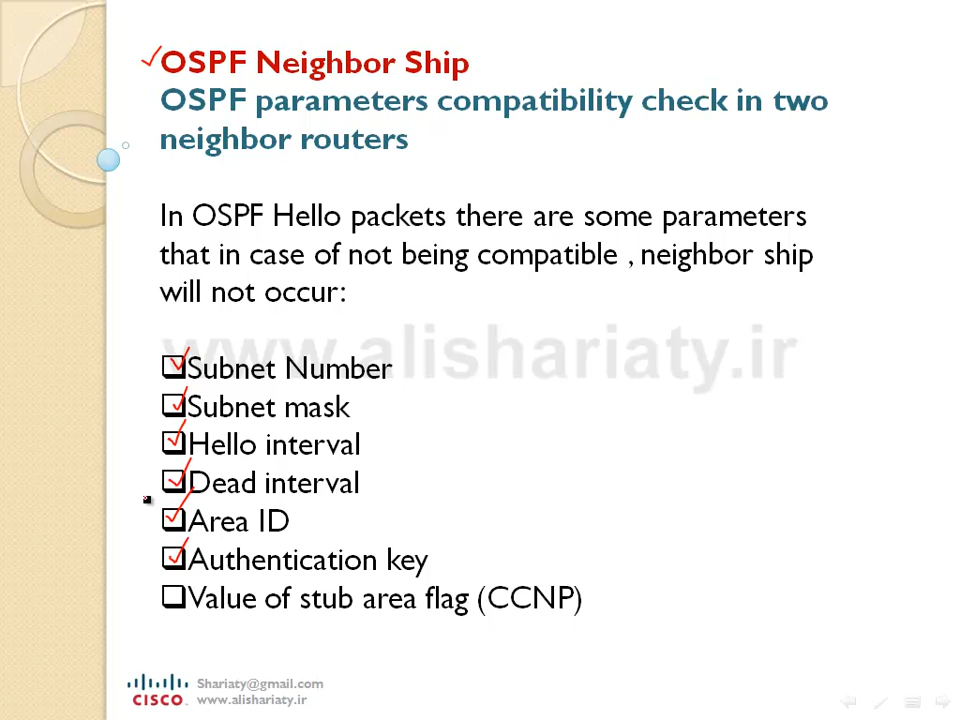 OSPF Neighbor Ship
OSPF parameters compatibility check in two
neighbor routers
In OSPF Hello packets there are some parameters
that in case of not being compatible , neighbor ship
will not occur:
www.alishariaty.ir
Subnet Number
Subnet mask
Hello interval
Dead interval
Area ID
Authentication key
Value of stub area flag (CCNP)
CISCO
Shariaty@gmail.com
www.alishariaty.ir